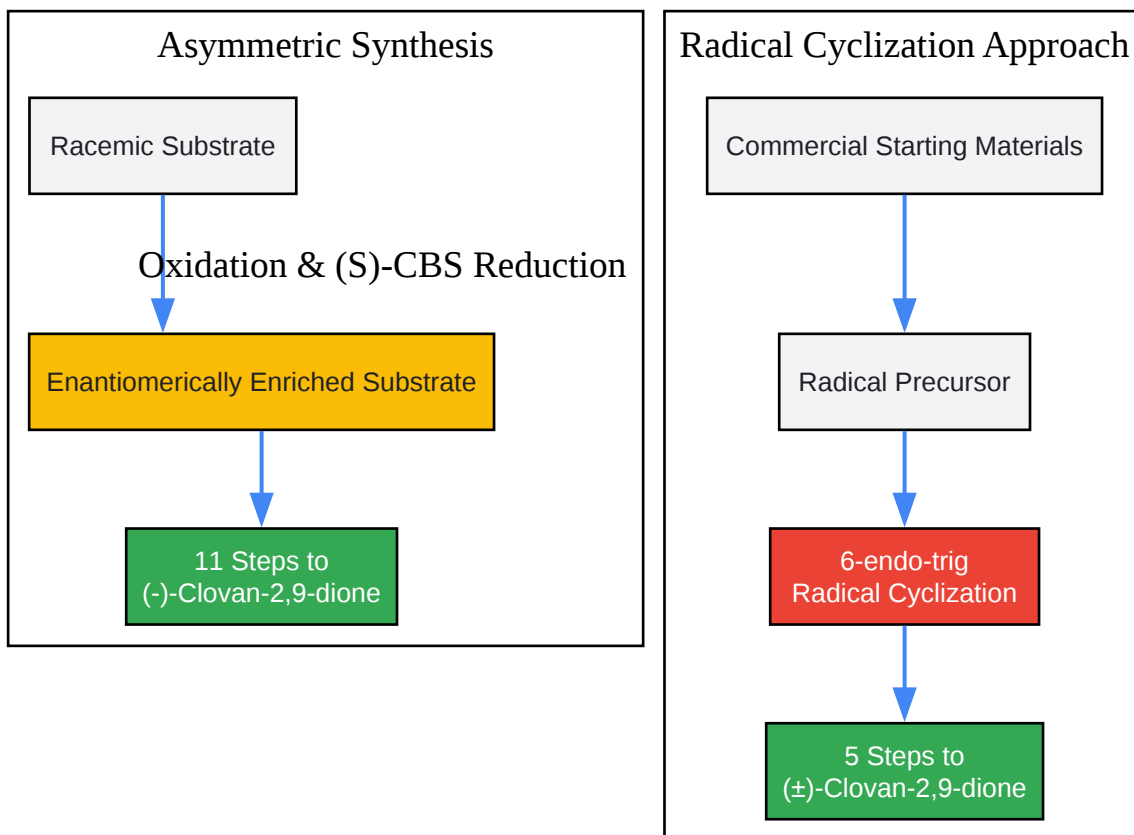 Asymmetric Synthesis
Racemic Substrate
Oxidation & (S)-CBS Reduction
Enantiomerically Enriched Substrate
11 Steps to
(-)-Clovan-2,9-dione
Radical Cyclization Approach
Commercial Starting Materials
Radical Precursor
6-endo-trig
Radical Cyclization
5 Steps to
(±)-Clovan-2,9-dione